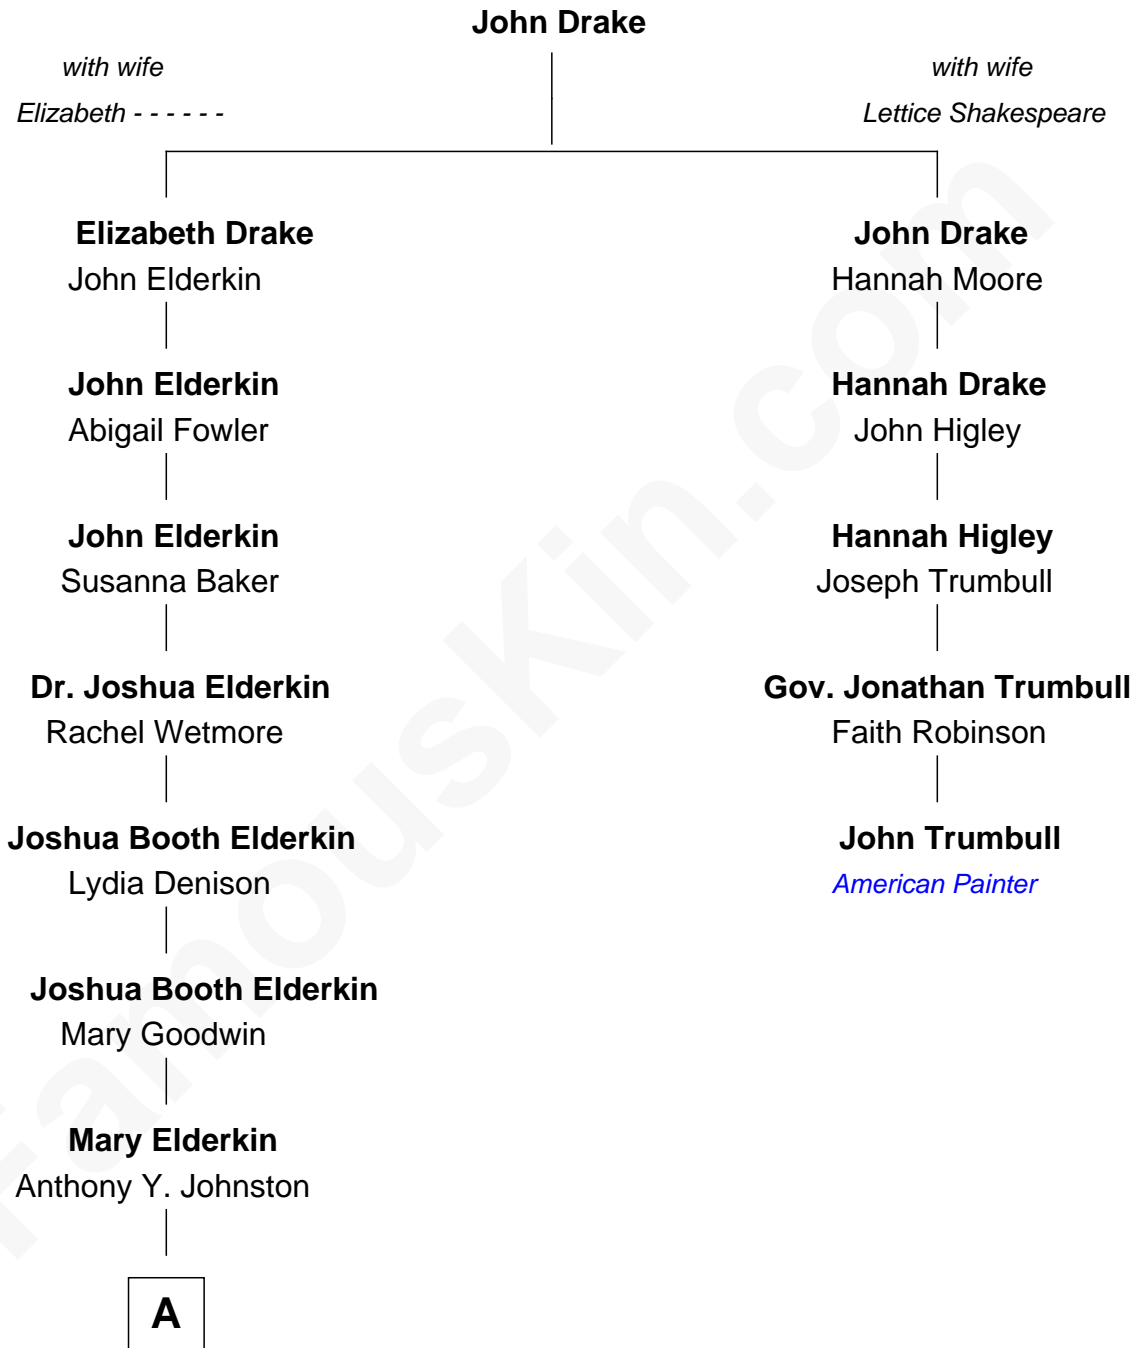 John Drake
with wife
Elizabeth - - - - - -
with wife
Lettice Shakespeare
Elizabeth Drake
John Elderkin
John Drake
Hannah Moore
John Elderkin
Abigail Fowler
Hannah Drake
John Higley
John Elderkin
Susanna Baker
Hannah Higley
Joseph Trumbull
Dr. Joshua Elderkin
Rachel Wetmore
Gov. Jonathan Trumbull
Faith Robinson
Joshua Booth Elderkin
Lydia Denison
John Trumbull
American Painter
Joshua Booth Elderkin
Mary Goodwin
Mary Elderkin
Anthony Y. Johnston
A
FamousKin.com